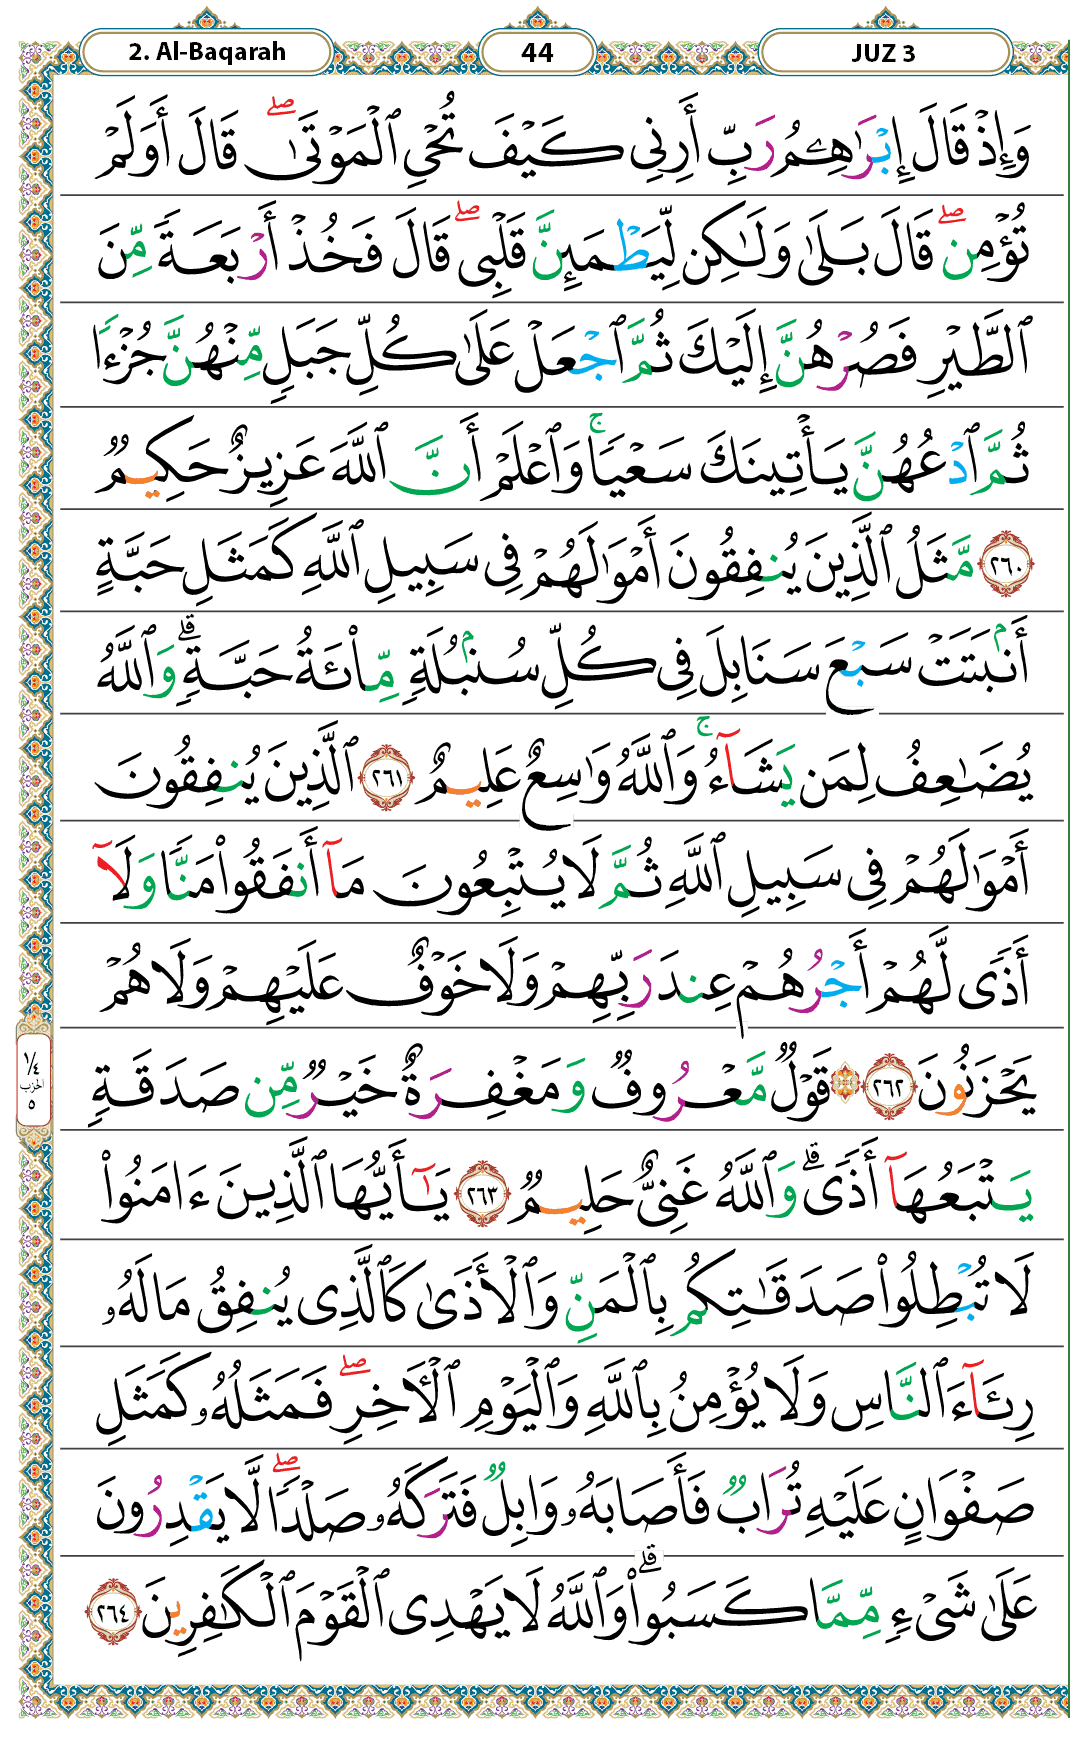 2. Al-Baqarah 44 JUZ 3
وَإِذْ قَالَ إِبْرَٰهِـۧمُ رَبِّ أَرِنِى كَيْفَ تُحْىِ ٱلْمَوْتَىٰ ۖ قَالَ أَوَلَمْ
تُؤْمِن ۖ قَالَ بَلَىٰ وَلَـٰكِن لِّيَطْمَئِنَّ قَلْبِى ۖ قَالَ فَخُذْ أَرْبَعَةً مِّنَ
ٱلطَّيْرِ فَصُرْهُنَّ إِلَيْكَ ثُمَّ ٱجْعَلْ عَلَىٰ كُلِّ جَبَلٍ مِّنْهُنَّ جُزْءًا
ثُمَّ ٱدْعُهُنَّ يَأْتِينَكَ سَعْيًا ۚ وَٱعْلَمْ أَنَّ ٱللَّهَ عَزِيزٌ حَكِيمٌ
٢٦٠ مَّثَلُ ٱلَّذِينَ يُنفِقُونَ أَمْوَٰلَهُمْ فِى سَبِيلِ ٱللَّهِ كَمَثَلِ حَبَّةٍ
أَنۢبَتَتْ سَبْعَ سَنَابِلَ فِى كُلِّ سُنۢبُلَةٍ مِّا۟ئَةُ حَبَّةٍ ۗ وَٱللَّهُ
يُضَـٰعِفُ لِمَن يَشَآءُ ۚ وَٱللَّهُ وَٰسِعٌ عَلِيمٌ ٢٦١ ٱلَّذِينَ يُنفِقُونَ
أَمْوَٰلَهُمْ فِى سَبِيلِ ٱللَّهِ ثُمَّ لَا يُتْبِعُونَ مَآ أَنفَقُوا۟ مَنًّا وَلَآ
أَذًى لَّهُمْ أَجْرُهُمْ عِندَ رَبِّهِمْ وَلَا خَوْفٌ عَلَيْهِمْ وَلَا هُمْ
يَحْزَنُونَ ٢٦٢ ۞ قَوْلٌ مَّعْرُوفٌ وَمَغْفِرَةٌ خَيْرٌ مِّن صَدَقَةٍ
يَتْبَعُهَآ أَذًى ۗ وَٱللَّهُ غَنِىٌّ حَلِيمٌ ٢٦٣ يَـٰٓأَيُّهَا ٱلَّذِينَ ءَامَنُوا۟
لَا تُبْطِلُوا۟ صَدَقَـٰتِكُم بِٱلْمَنِّ وَٱلْأَذَىٰ كَٱلَّذِى يُنفِقُ مَالَهُۥ
رِئَآءَ ٱلنَّاسِ وَلَا يُؤْمِنُ بِٱللَّهِ وَٱلْيَوْمِ ٱلْـَٔاخِرِ ۖ فَمَثَلُهُۥ كَمَثَلِ
صَفْوَانٍ عَلَيْهِ تُرَابٌ فَأَصَابَهُۥ وَابِلٌ فَتَرَكَهُۥ صَلْدًا ۖ لَّا يَقْدِرُونَ
عَلَىٰ شَىْءٍ مِّمَّا كَسَبُوا۟ ۗ وَٱللَّهُ لَا يَهْدِى ٱلْقَوْمَ ٱلْكَـٰفِرِينَ ٢٦٤
١/٤
الحزب
٥